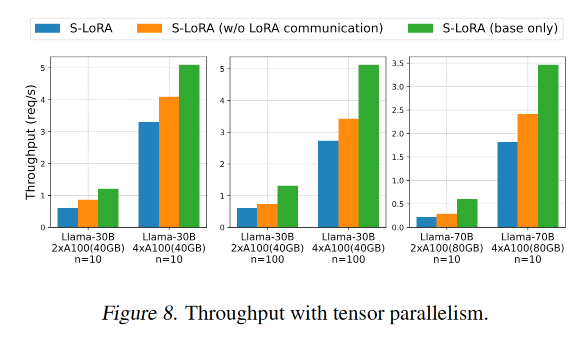 S-LoRA S-LoRA (w/o LoRA communication) S-LoRA (base only)
Throughput (req/s)
5
4
3
2
1
0
Llama-30B
2xA100(40GB)
n=10
Llama-30B
4xA100(40GB)
n=10
5
4
3
2
1
0
Llama-30B
2xA100(40GB)
n=100
Llama-30B
4xA100(40GB)
n=100
3.5
3.0
2.5
2.0
1.5
1.0
0.5
0.0
Llama-70B
2xA100(80GB)
n=10
Llama-70B
4xA100(80GB)
n=10
Figure 8. Throughput with tensor parallelism.